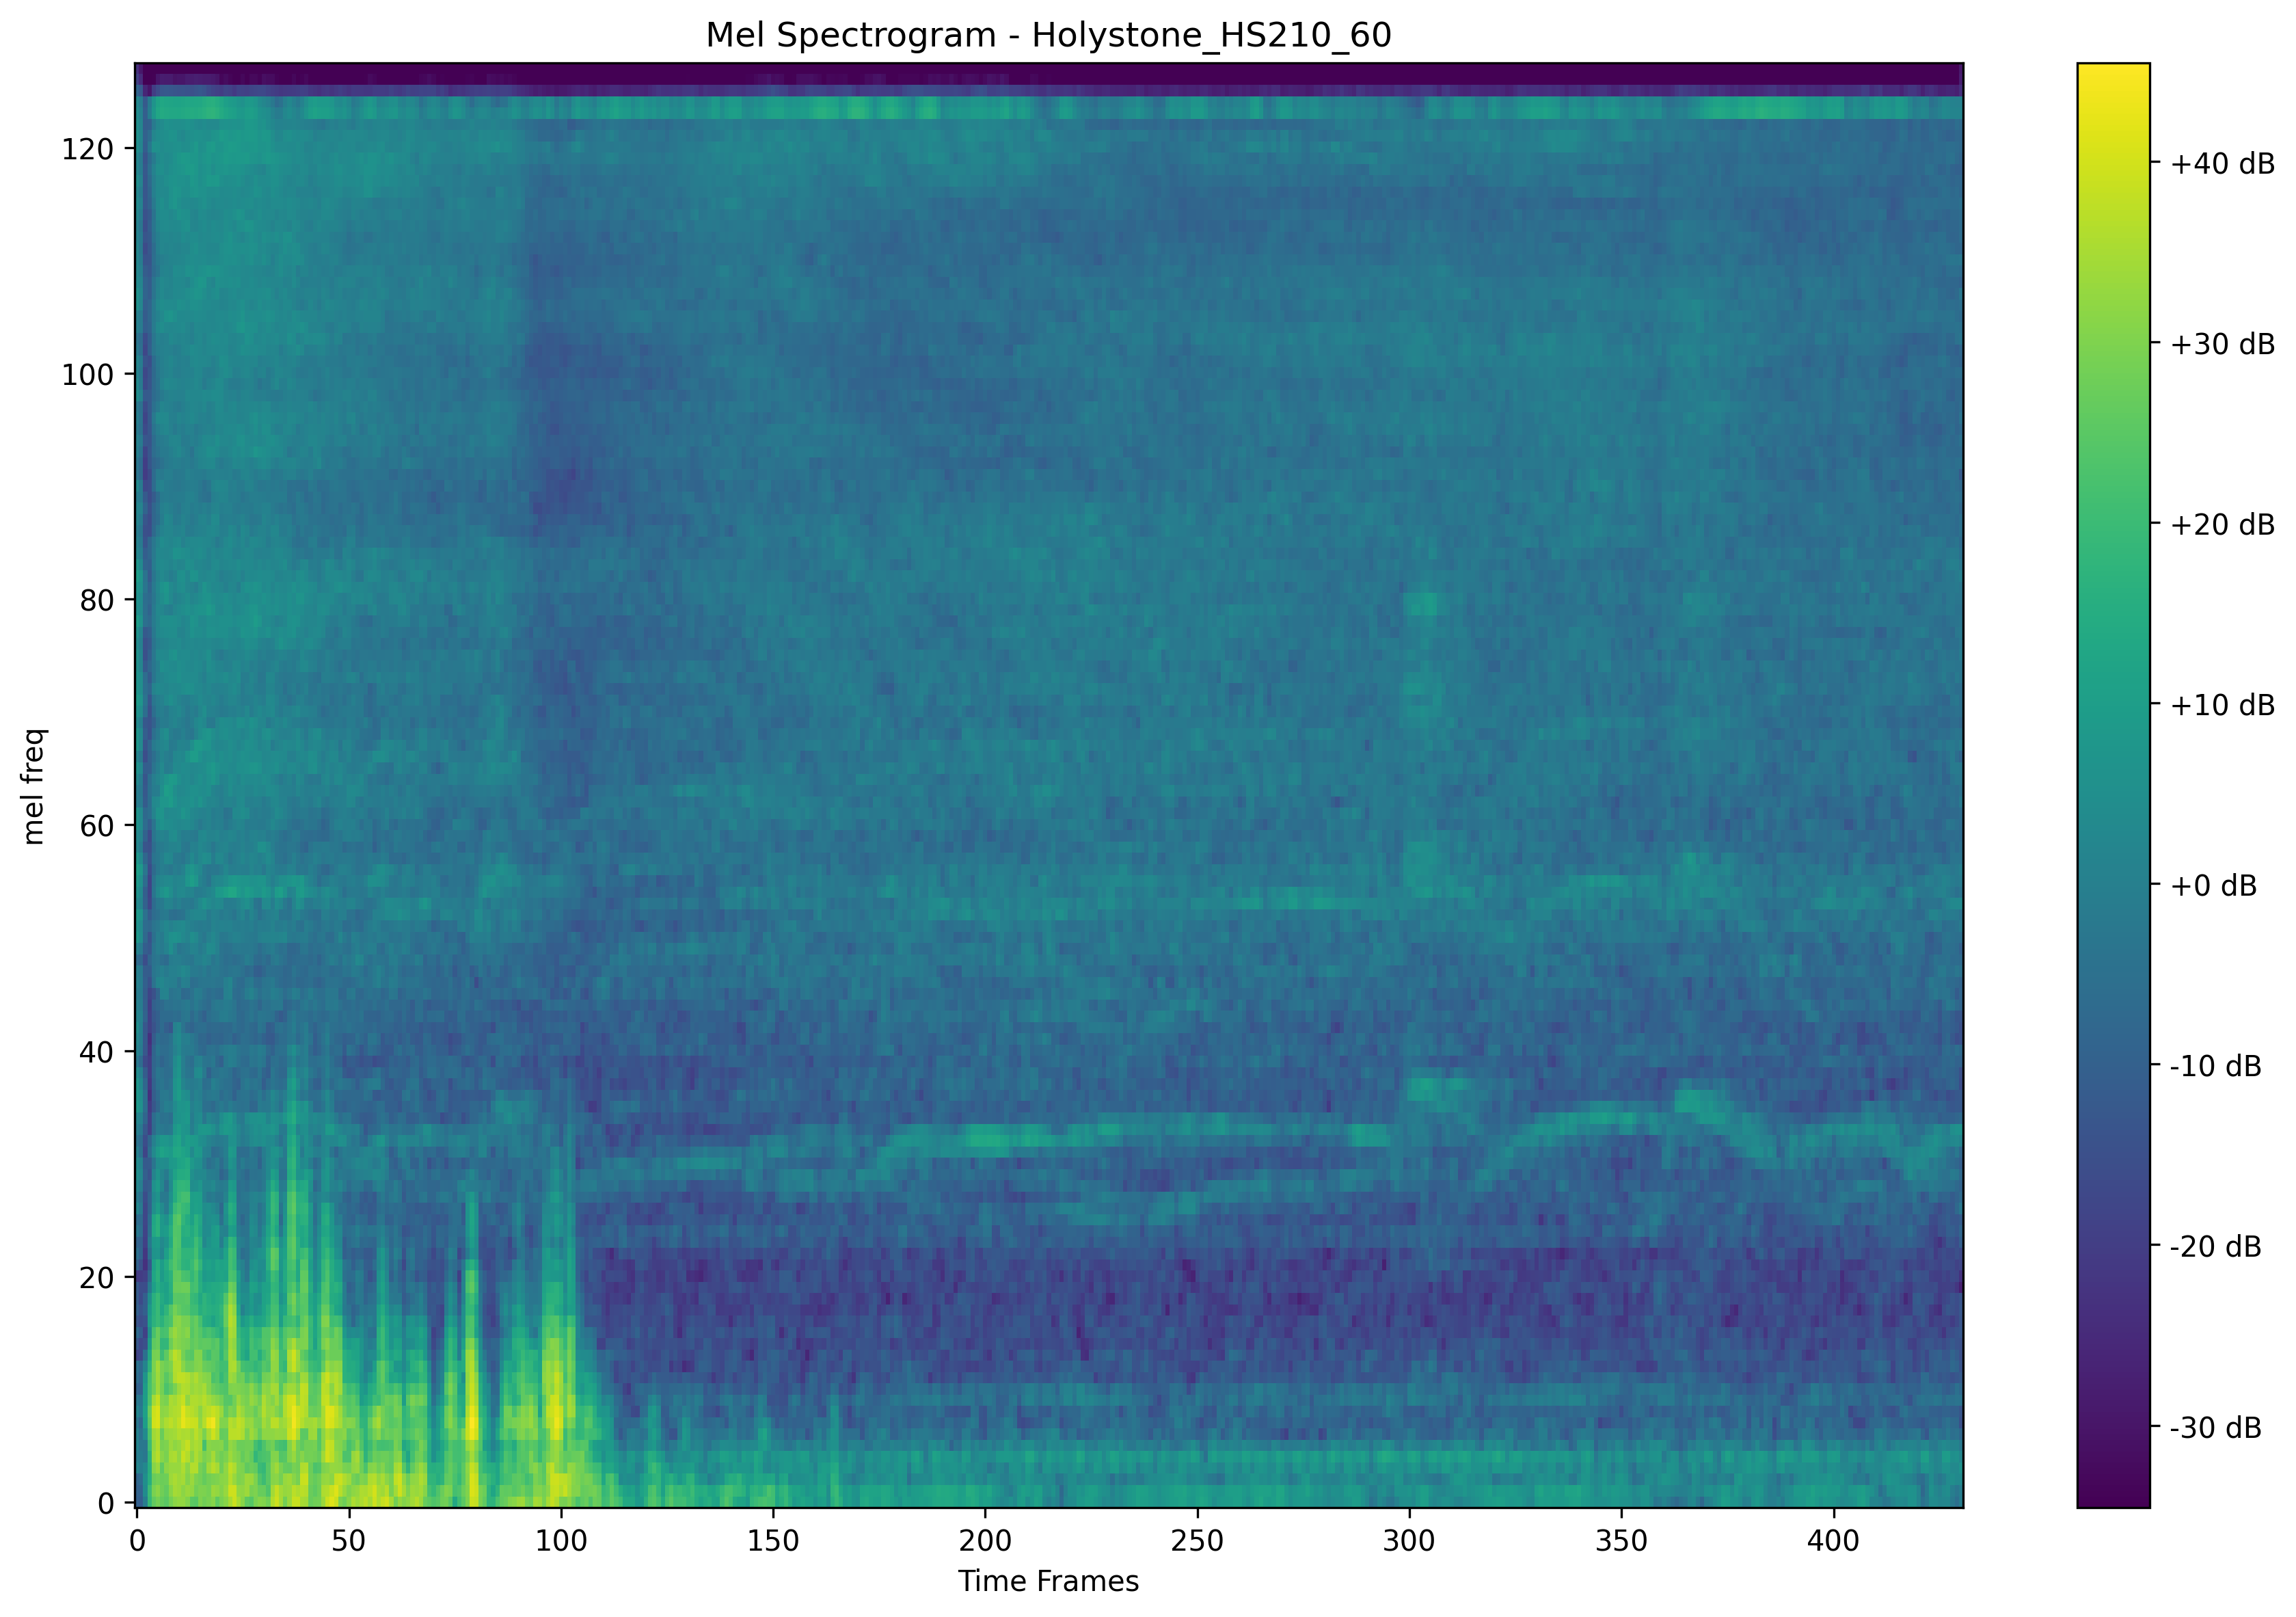 Mel Spectrogram - Holystone_HS210_60
120
100
80
60
40
20
0
mel freq
0 50 100 150 200 250 300 350 400
Time Frames
+40 dB
+30 dB
+20 dB
+10 dB
+0 dB
-10 dB
-20 dB
-30 dB